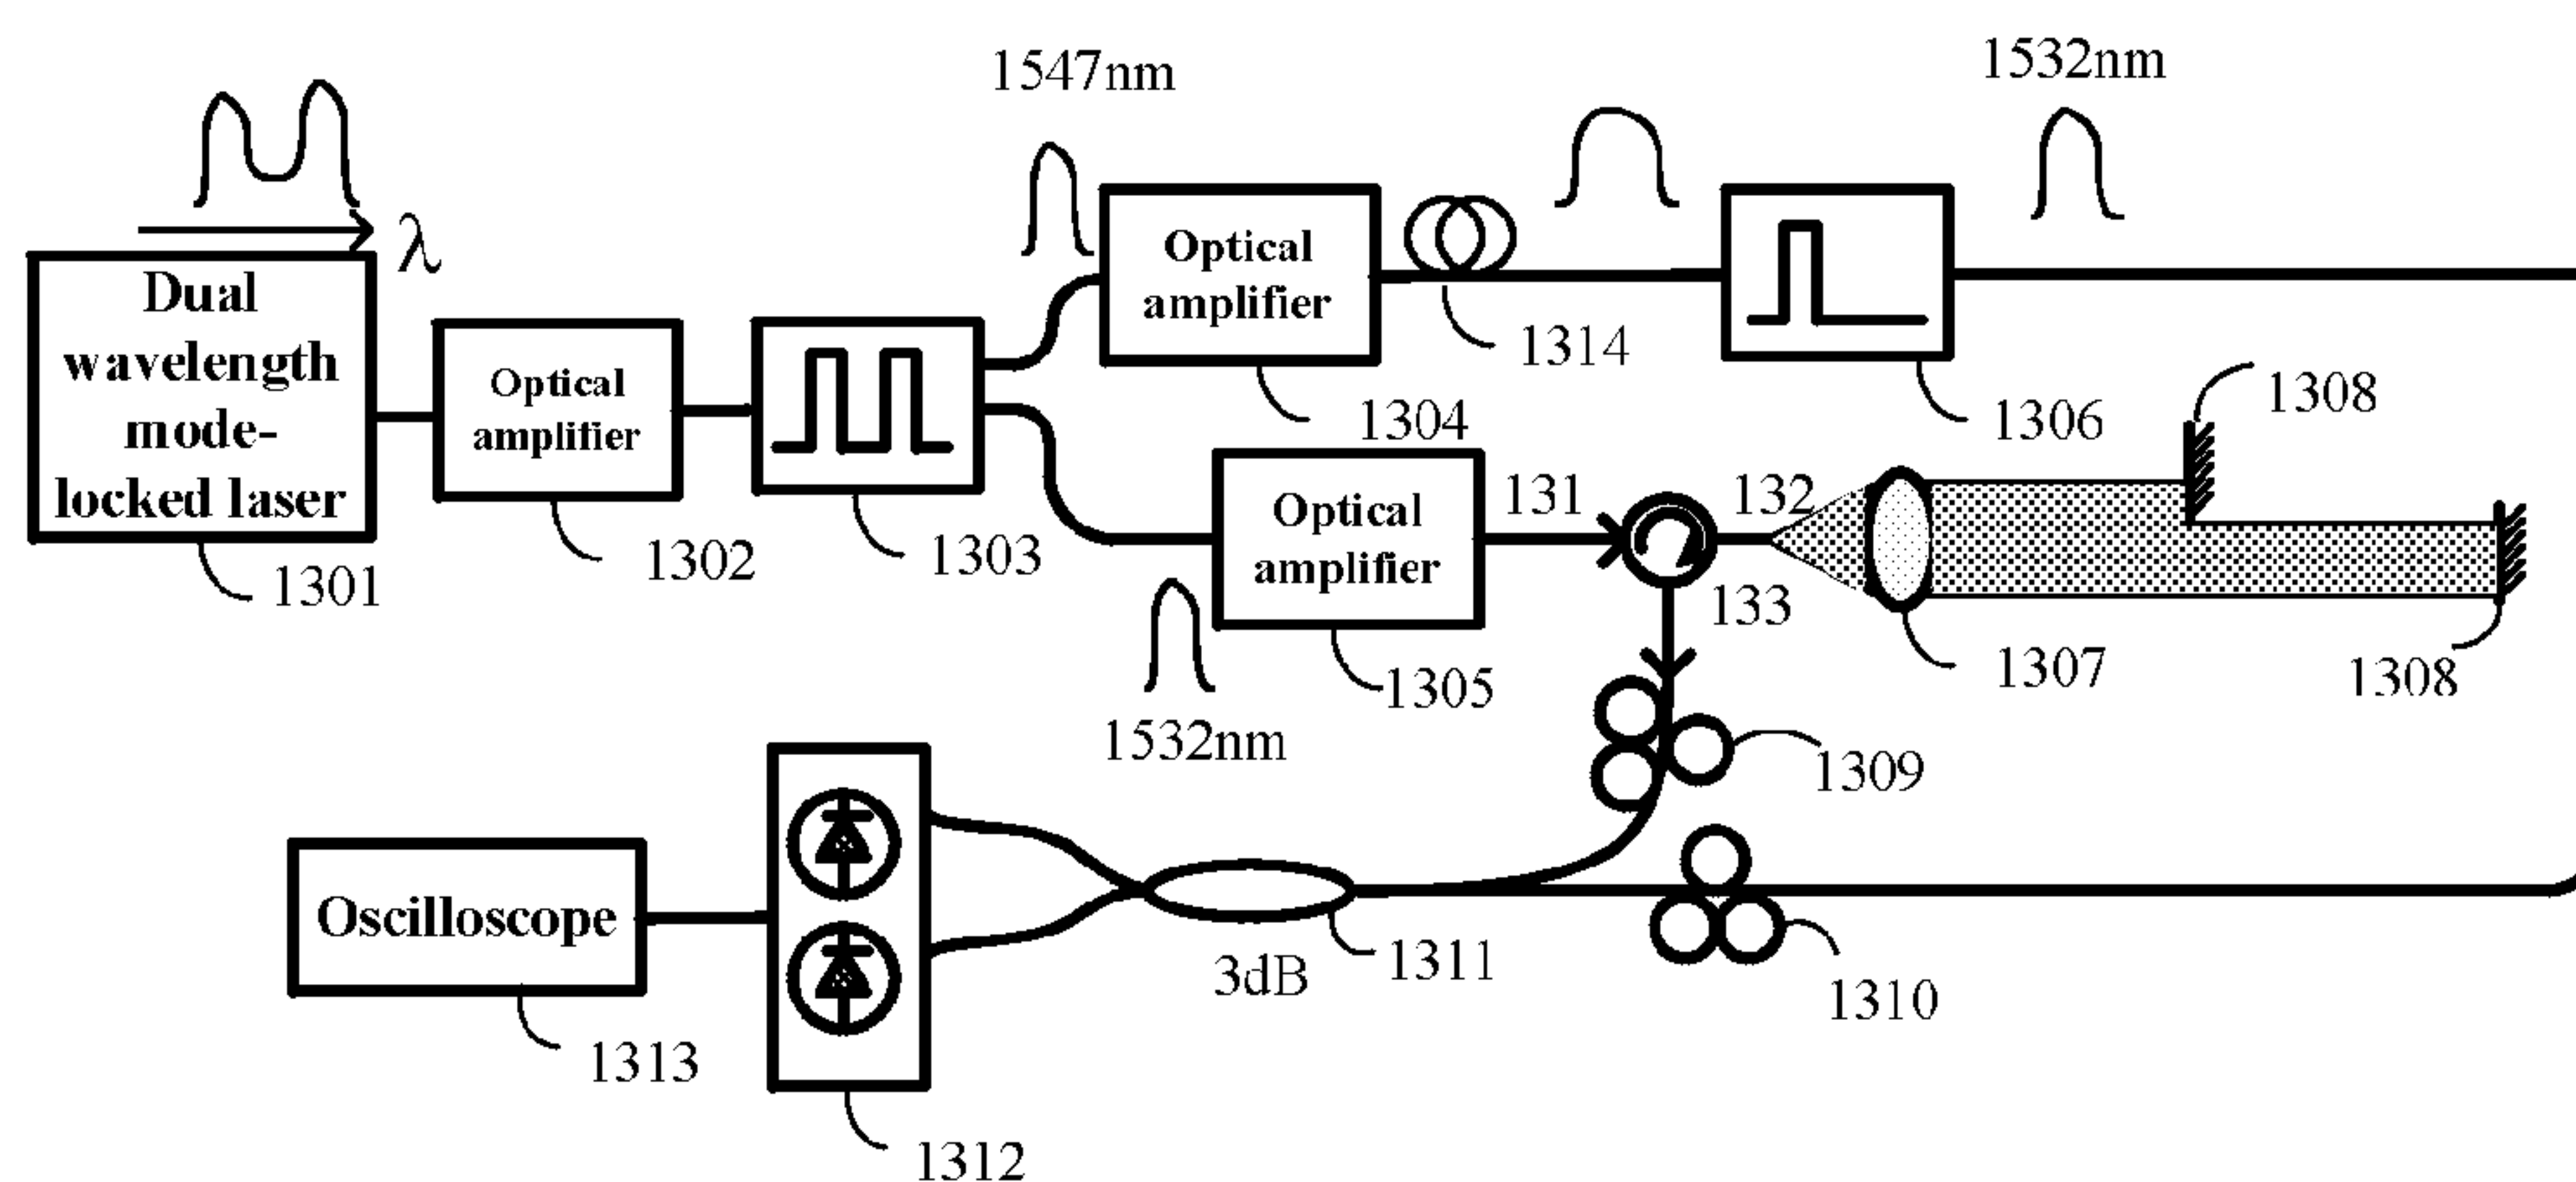 1547nm
1532nm
λ
Dual
wavelength
mode-
locked laser
1301
Optical
amplifier
1302
1303
Optical
amplifier
1304
1314
1306
1308
Optical
amplifier
1305
1532nm
131
132
133
1307
1308
1309
1310
3dB
1311
Oscilloscope
1313
1312